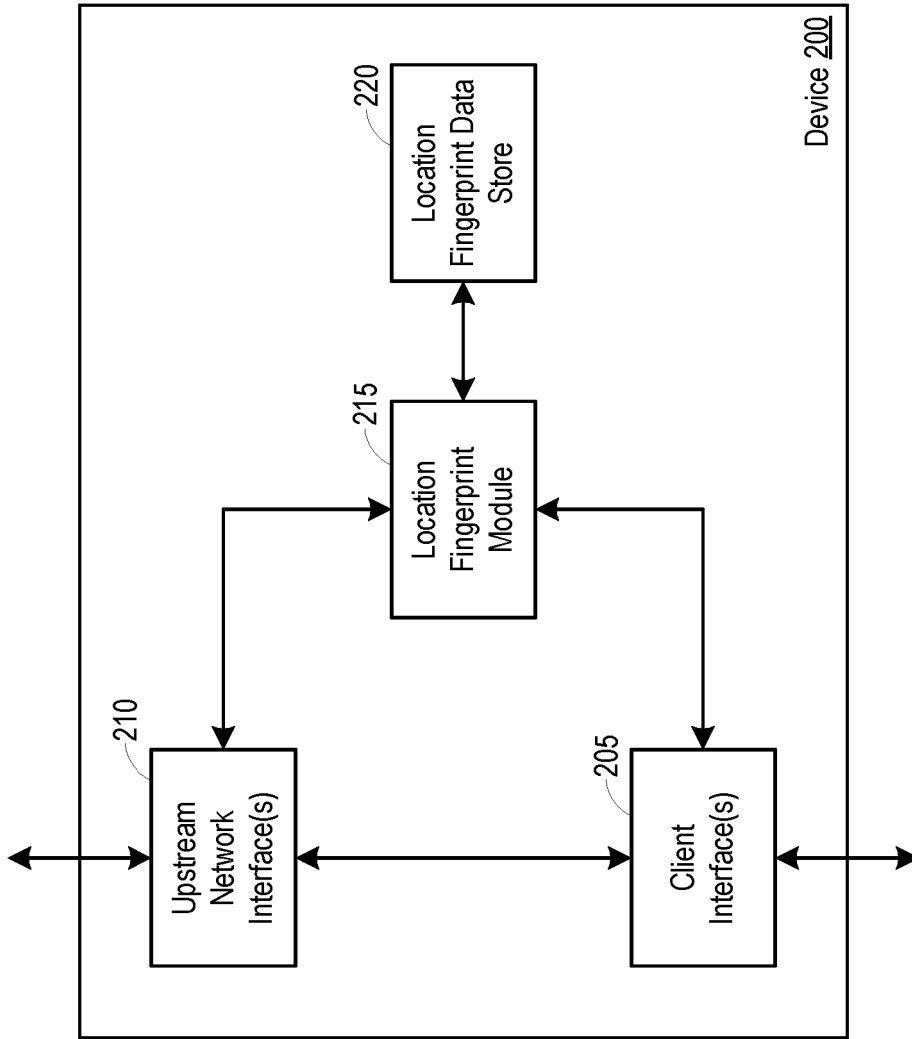 210
Upstream
Network
Interface(s)
205
Client
Interface(s)
215
Location
Fingerprint
Module
220
Location
Fingerprint Data
Store
Device 200